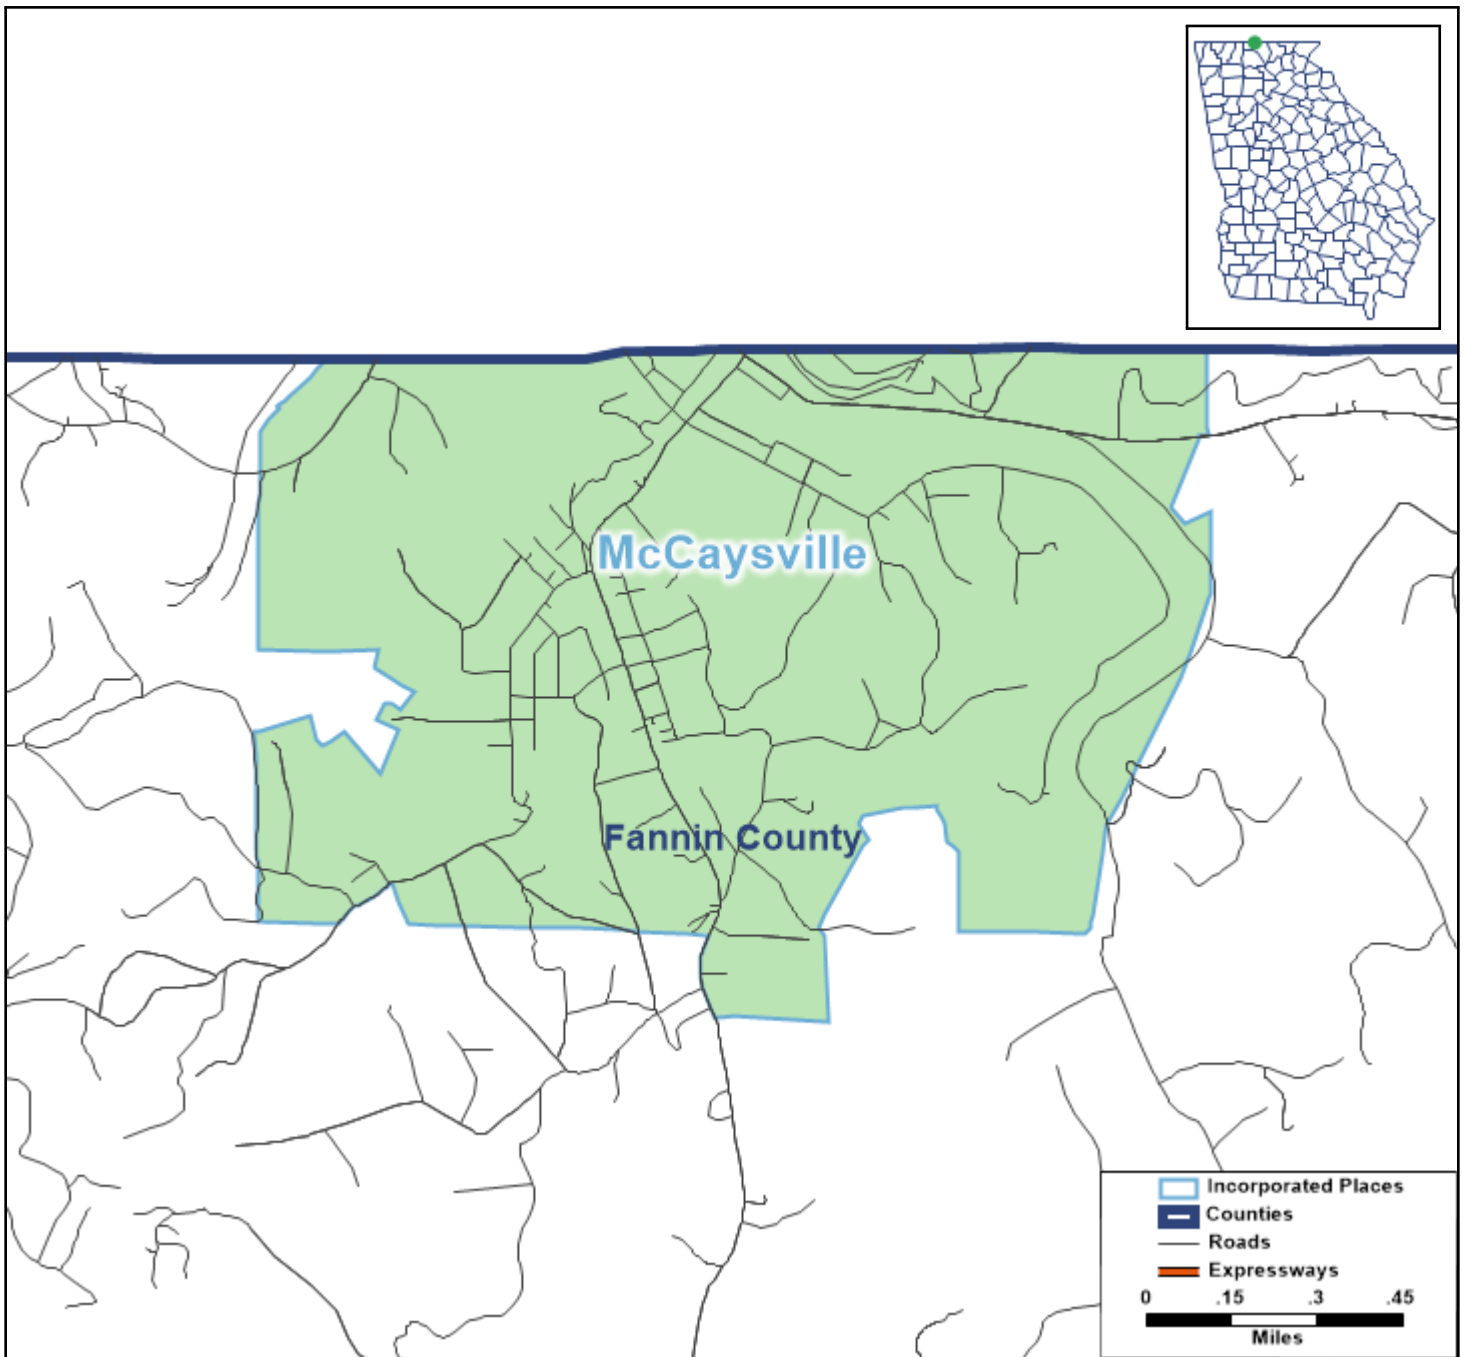 McCaysville
Fannin County
Incorporated Places
Counties
Roads
Expressways
0 .15 .3 .45
Miles